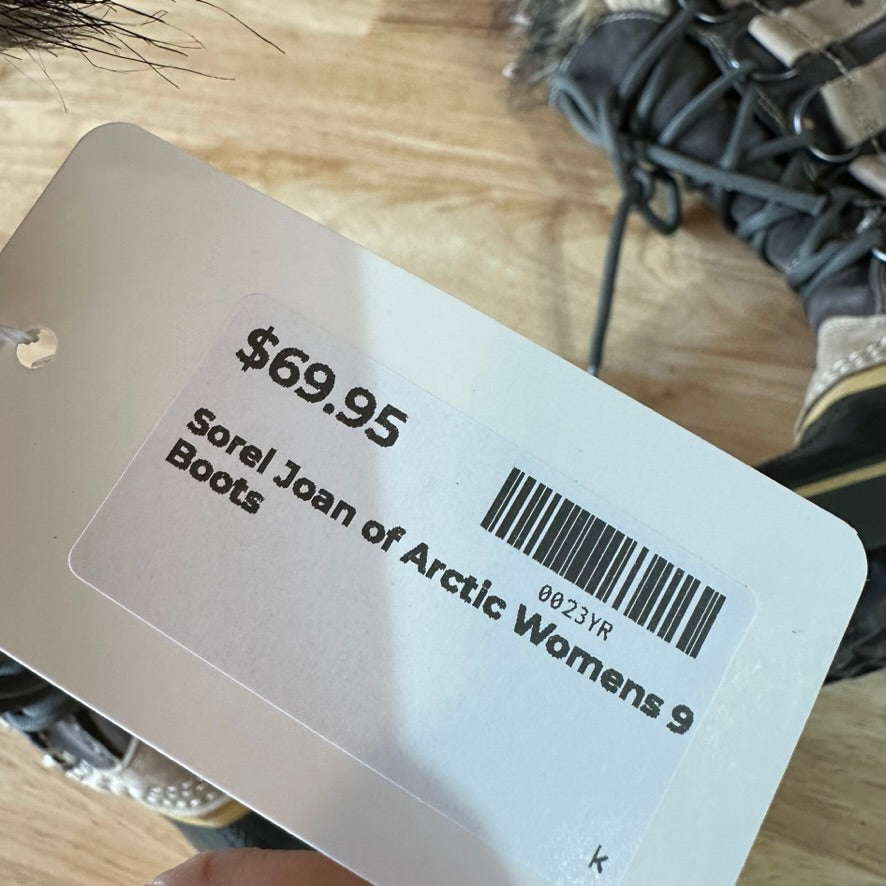 $69.95
Sorel Joan of Arctic Womens 9
Boots
0023YR
k